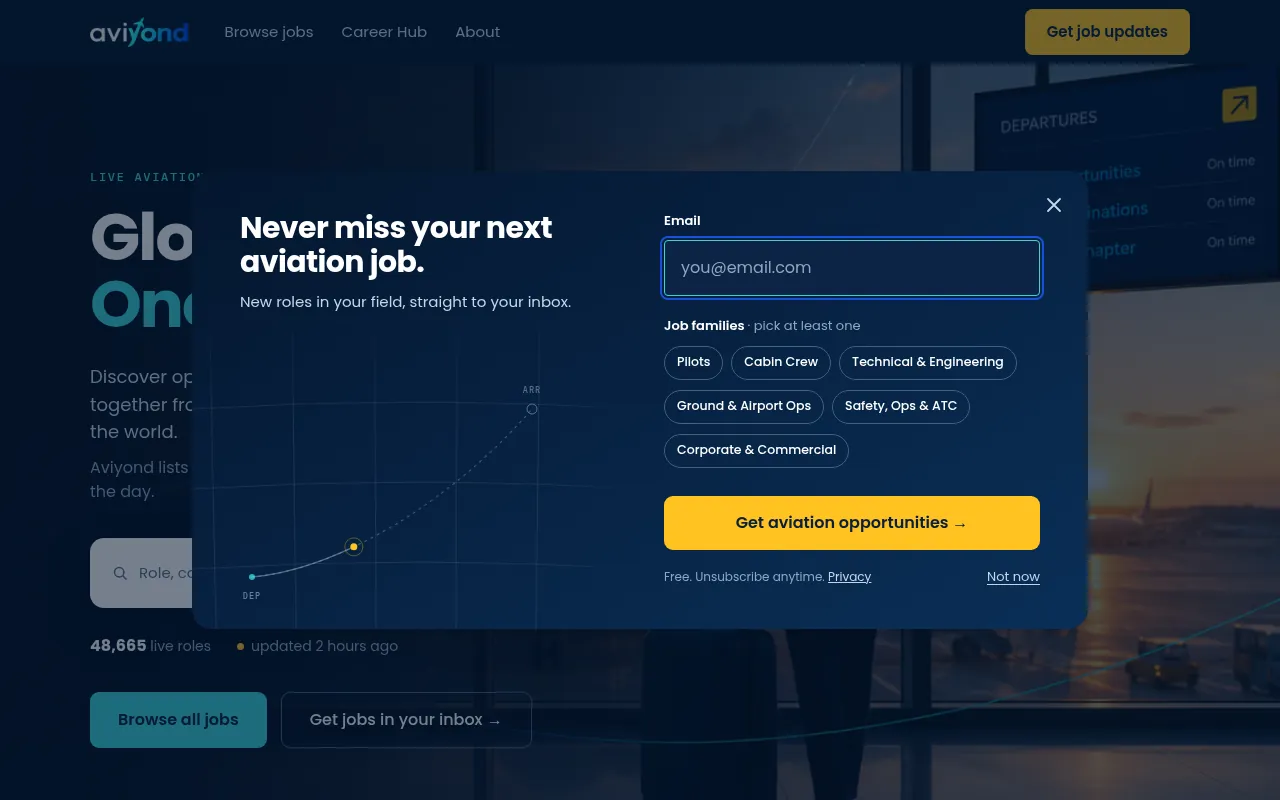 aviyond
Browse jobs
Career Hub
About
Get job updates
DEPARTURES
On time
On time
On time
LIVE AVIATION
Glo
One
Discover op
together fro
the world.
Aviyond lists
the day.
Role, co
48,665 live roles
updated 2 hours ago
Browse all jobs
Get jobs in your inbox →
Never miss your next
aviation job.
New roles in your field, straight to your inbox.
ARR
DEP
Email
you@email.com
Job families · pick at least one
Pilots
Cabin Crew
Technical & Engineering
Ground & Airport Ops
Safety, Ops & ATC
Corporate & Commercial
Get aviation opportunities →
Free. Unsubscribe anytime. Privacy
Not now